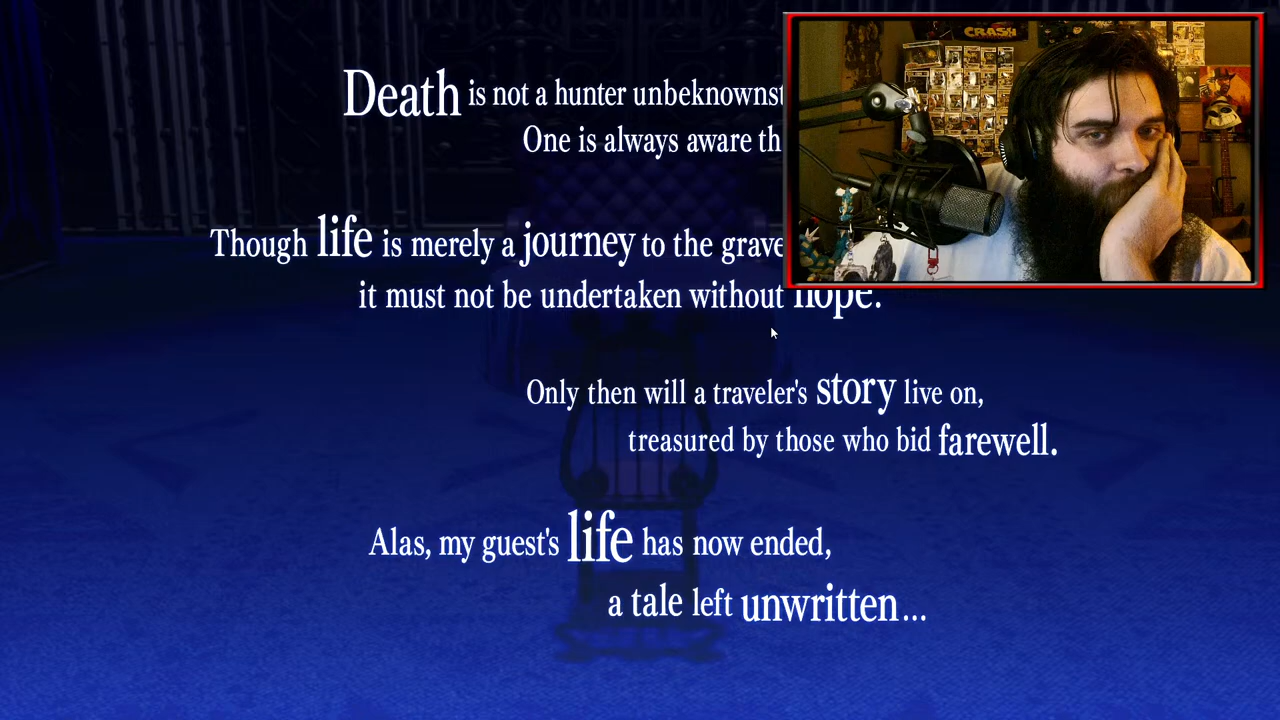 CRASH
Death is not a hunter unbeknownst
One is always aware th
Though life is merely a journey to the grave
it must not be undertaken without hope.
Only then will a traveler's story live on,
treasured by those who bid farewell.
Alas, my guest's life has now ended,
a tale left unwritten...